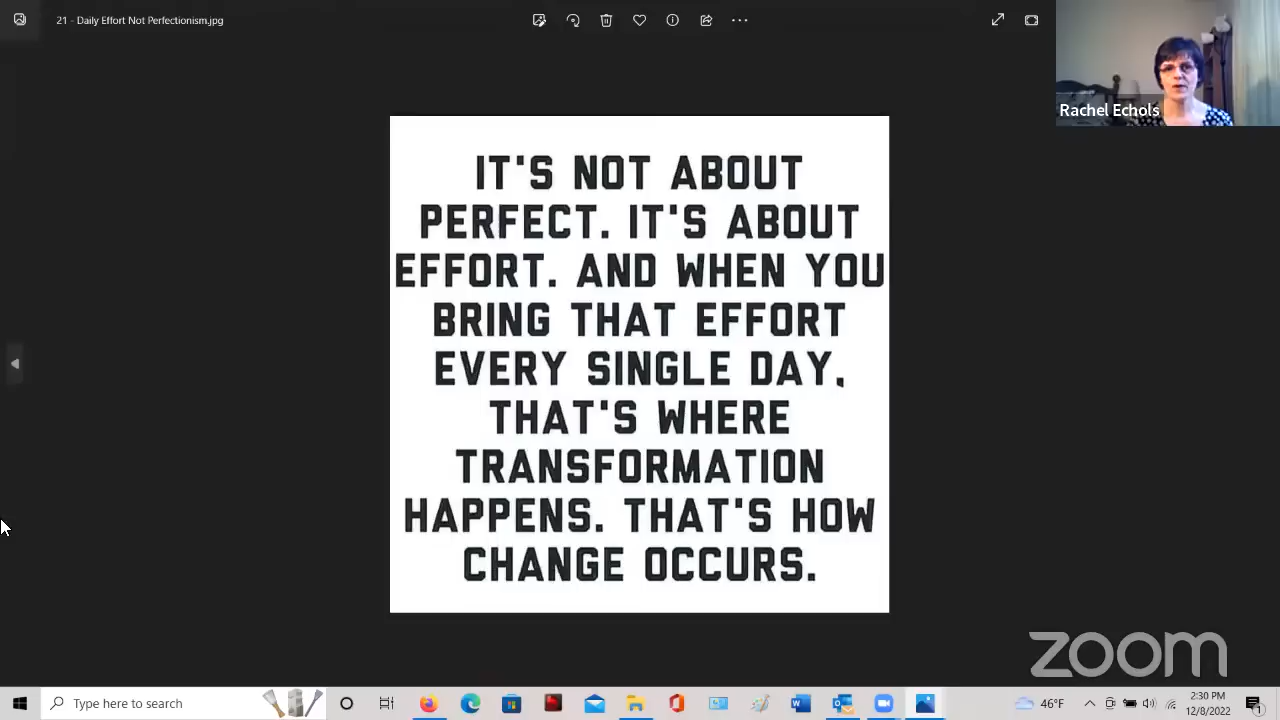 21 - Daily Effort Not Perfectionism.jpg
Rachel Echols
IT'S NOT ABOUT
PERFECT. IT'S ABOUT
EFFORT. AND WHEN YOU
BRING THAT EFFORT
EVERY SINGLE DAY,
THAT'S WHERE
TRANSFORMATION
HAPPENS. THAT'S HOW
CHANGE OCCURS.
zoom
Type here to search
46°F
2:30 PM
12/8/2022
1